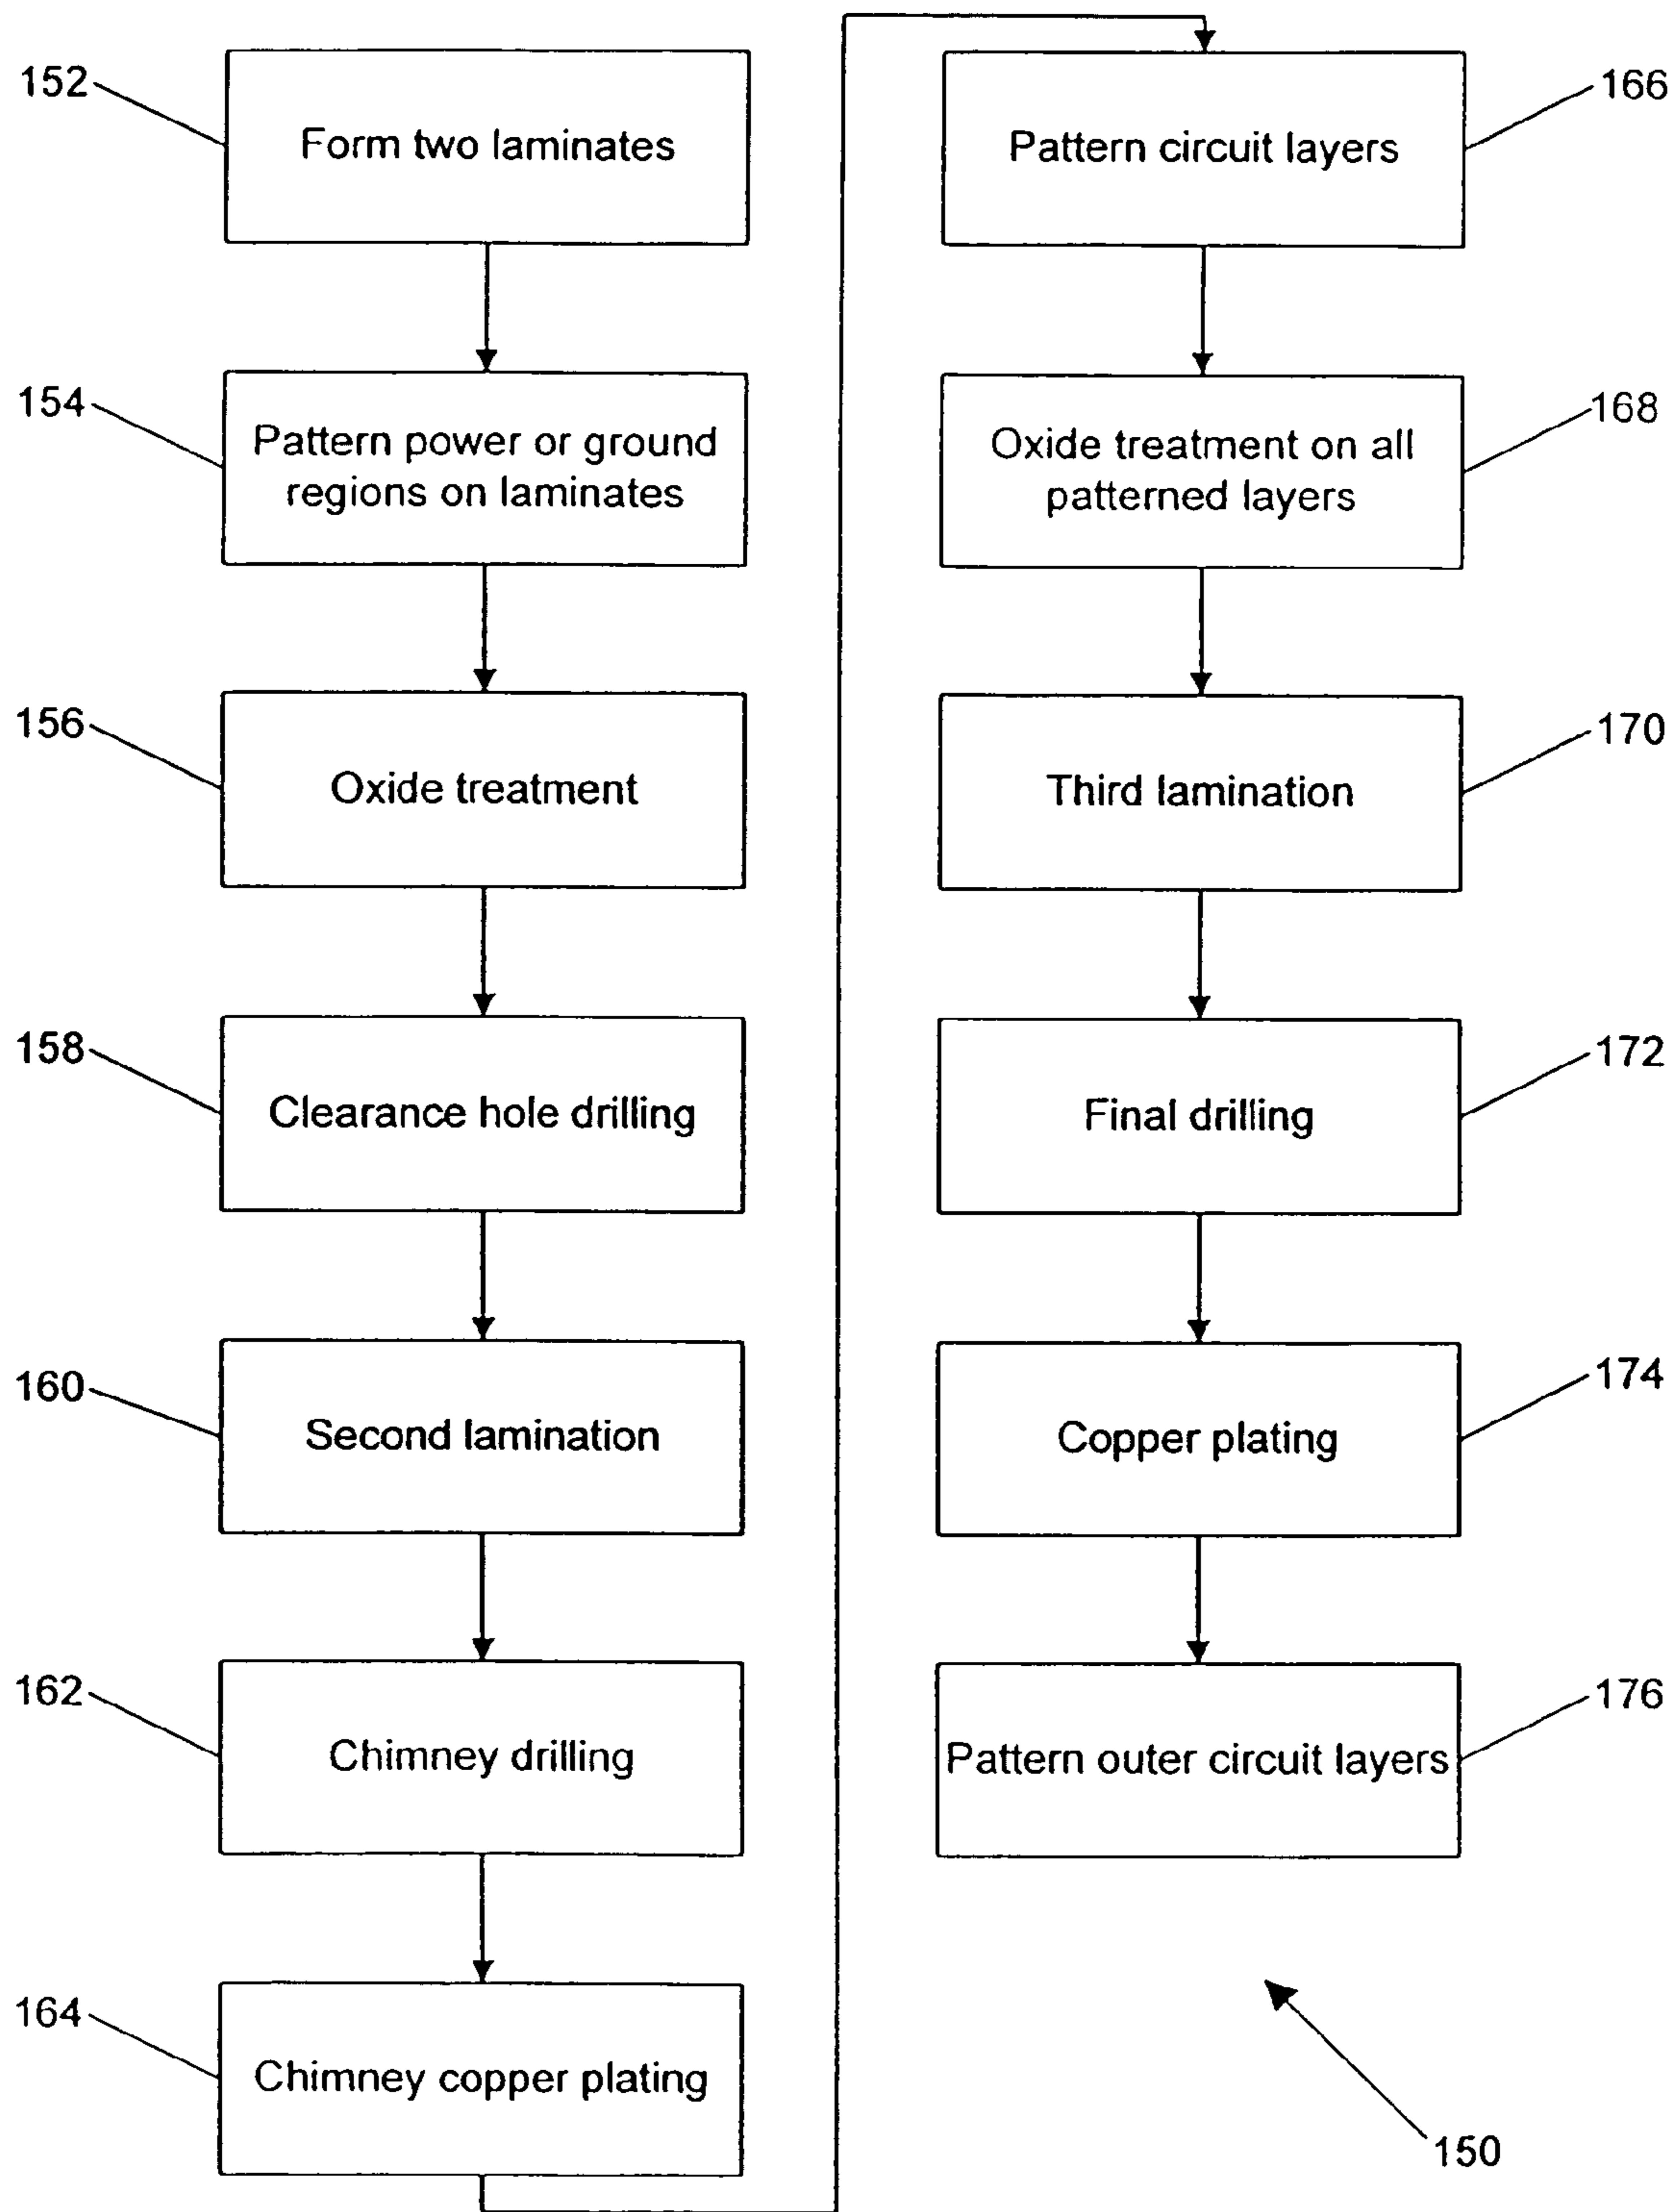 152
Form two laminates
154
Pattern power or ground
regions on laminates
156
Oxide treatment
158
Clearance hole drilling
160
Second lamination
162
Chimney drilling
164
Chimney copper plating
166
Pattern circuit layers
168
Oxide treatment on all
patterned layers
170
Third lamination
172
Final drilling
174
Copper plating
176
Pattern outer circuit layers
150